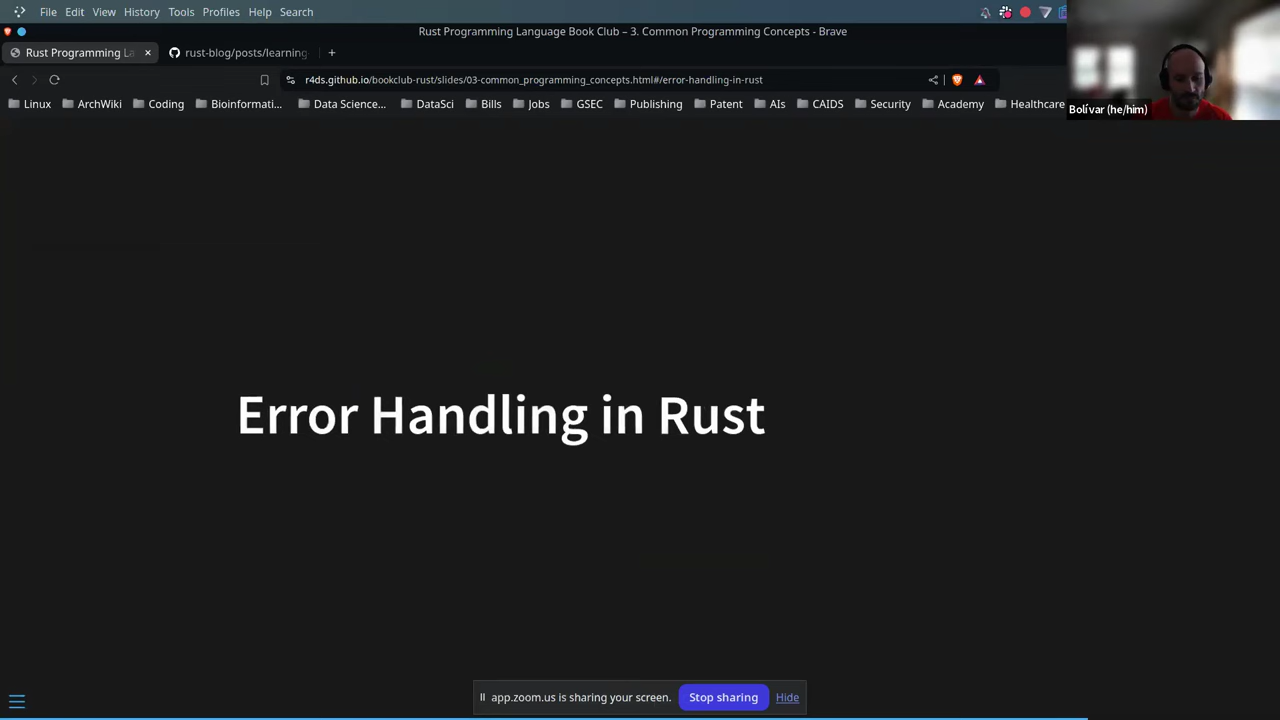 File Edit View History Tools Profiles Help Search
Rust Programming Language Book Club – 3. Common Programming Concepts - Brave
Rust Programming La
rust-blog/posts/learning-
r4ds.github.io/bookclub-rust/slides/03-common_programming_concepts.html#/error-handling-in-rust
Linux ArchWiki Coding Bioinformati... Data Science... DataSci Bills Jobs GSEC Publishing Patent AIs CAIDS Security Academy Healthcare
Bolívar (he/him)
Error Handling in Rust
app.zoom.us is sharing your screen. Stop sharing Hide